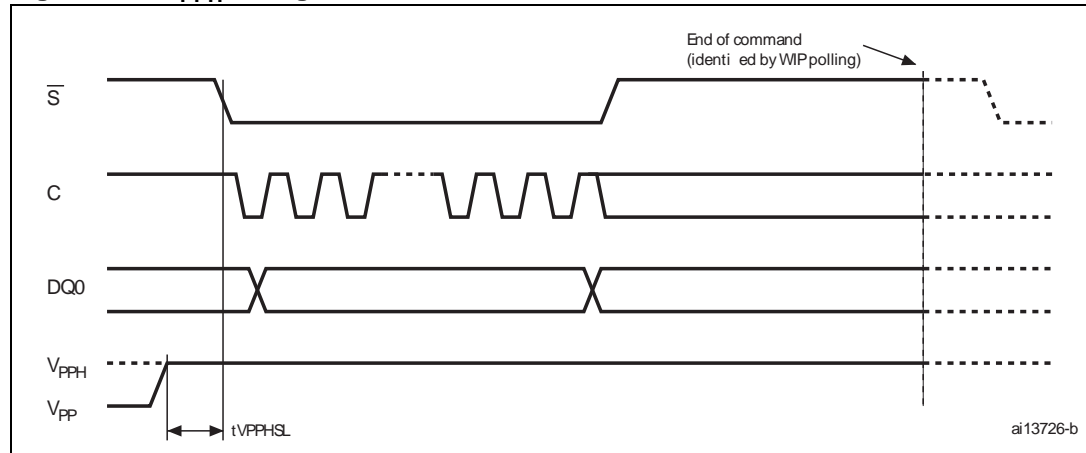 End of command
(identi ed by WIP polling)
S
C
DQ0
VPPH
VPP
tVPPHSL
ai13726-b